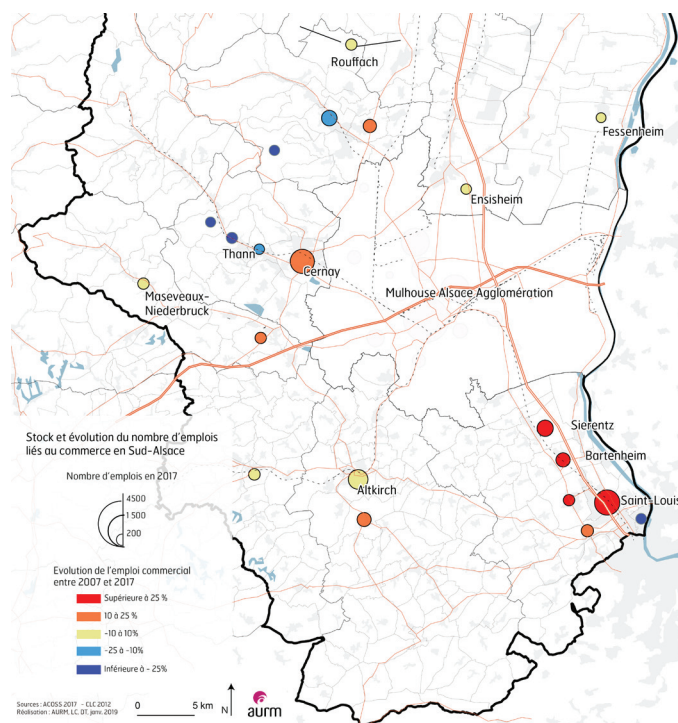 Rouffach
Fessenheim
Ensisheim
Thann
Cernay
Maseveaux-
Niederbruck
Mulhouse Alsace Agglomération
Sierentz
Bartenheim
Saint-Louis
Altkirch
Stock et évolution du nombre d'emplois
liés au commerce en Sud-Alsace
Nombre d'emplois en 2017
4500
1 500
200
Evolution de l'emploi commercial
entre 2007 et 2017
Supérieure à 25 %
10 à 25 %
-10 à 10%
-25 à -10%
Inférieure à - 25%
Sources : ACOSS 2017 - CLC 2012
Réalisation : AURM, LC, DT, janv. 2019
0 5 km
N
aurm